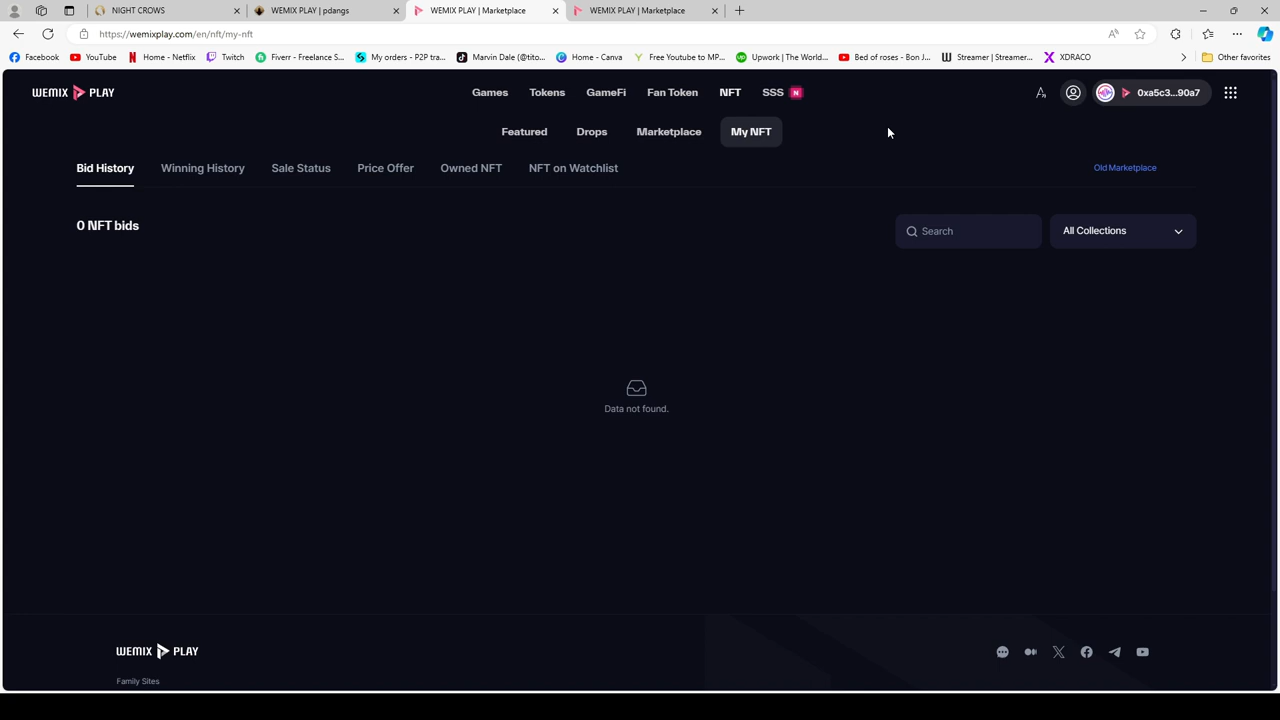 NIGHT CROWS
WEMIX PLAY | pdangs
WEMIX PLAY | Marketplace
WEMIX PLAY | Marketplace
https://wemixplay.com/en/nft/my-nft
Facebook
YouTube
Home - Netflix
Twitch
Fiverr - Freelance S...
My orders - P2P tra...
Marvin Dale (@tito...
Home - Canva
Free Youtube to MP...
Upwork | The World...
Bed of roses - Bon J...
Streamer | Streamer...
XDRACO
Other favorites
WEMIX PLAY
Games
Tokens
GameFi
Fan Token
NFT
SSS
N
0xa5c3...90a7
Featured
Drops
Marketplace
My NFT
Bid History
Winning History
Sale Status
Price Offer
Owned NFT
NFT on Watchlist
Old Marketplace
0 NFT bids
Search
All Collections
Data not found.
WEMIX PLAY
Family Sites